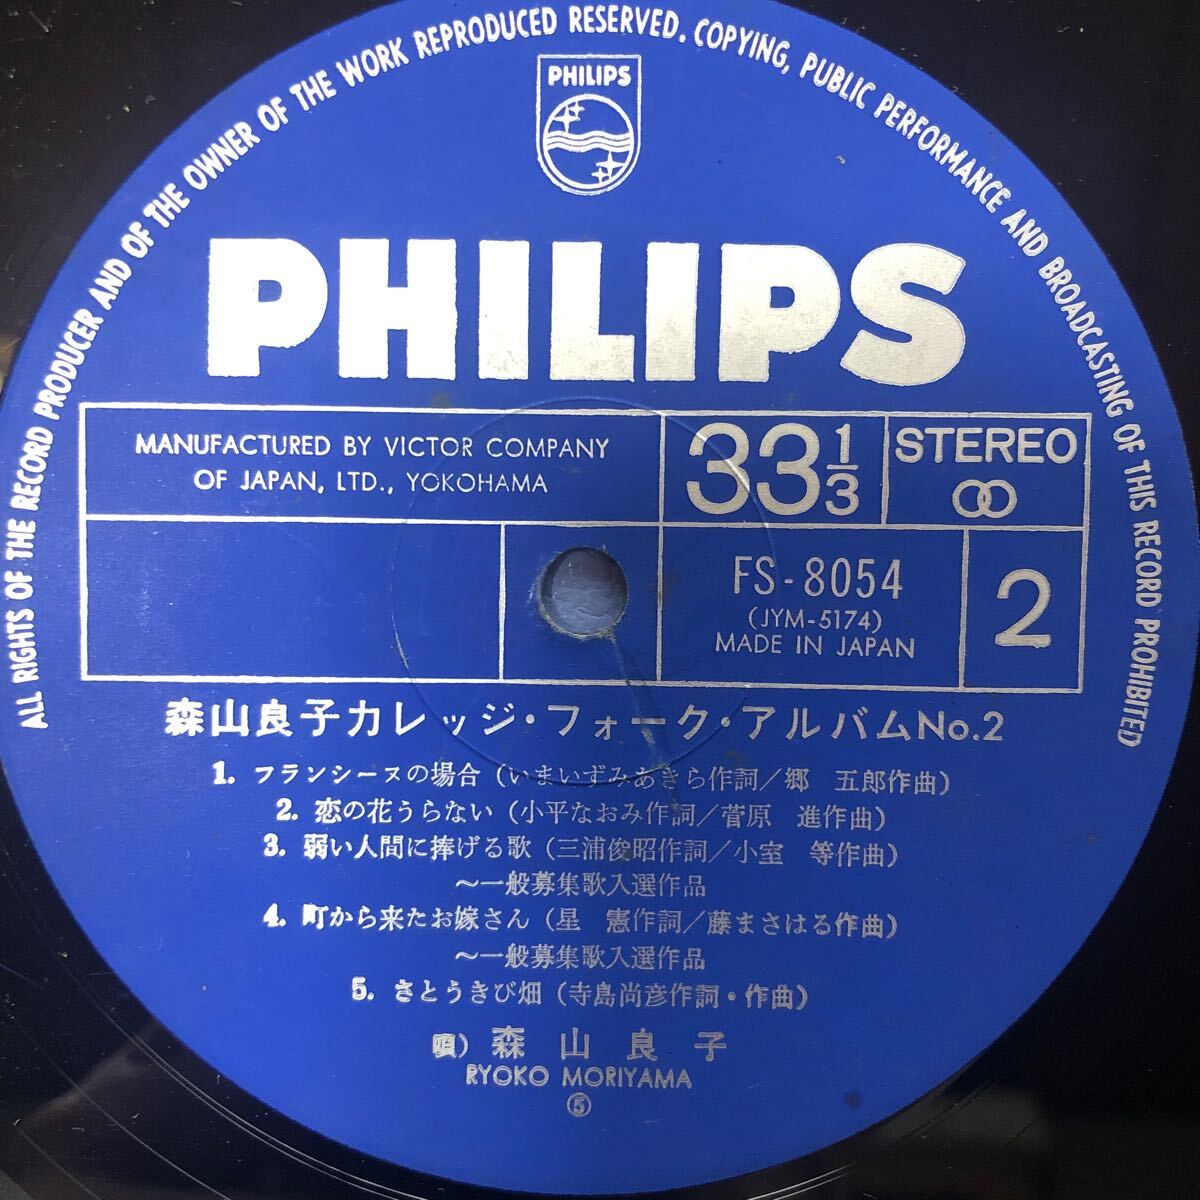 ALL RIGHTS OF THE RECORD PRODUCER AND OF THE OWNER OF THE WORK REPRODUCED RESERVED. COPYING, PUBLIC PERFORMANCE AND BROADCASTING OF THIS RECORD PROHIBITED
PHILIPS
PHILIPS
MANUFACTURED BY VICTOR COMPANY
OF JAPAN, LTD., YOKOHAMA
33 1/3
STEREO
FS-8054
(JYM-5174)
MADE IN JAPAN
2
森山良子カレッジ・フォーク・アルバムNo.2
1. フランシーヌの場合(いまいずみあきら作詞/郷 五郎作曲)
2. 恋の花うらない(小平なおみ作詞/菅原 進作曲)
3. 弱い人間に捧げる歌(三浦俊昭作詞/小室 等作曲)
~一般募集歌入選作品
4. 町から来たお嫁さん(星 憲作詞/藤まさはる作曲)
~一般募集歌入選作品
5. さとうきび畑(寺島尚彦作詞・作曲)
唄) 森山良子
RYOKO MORIYAMA
⑤